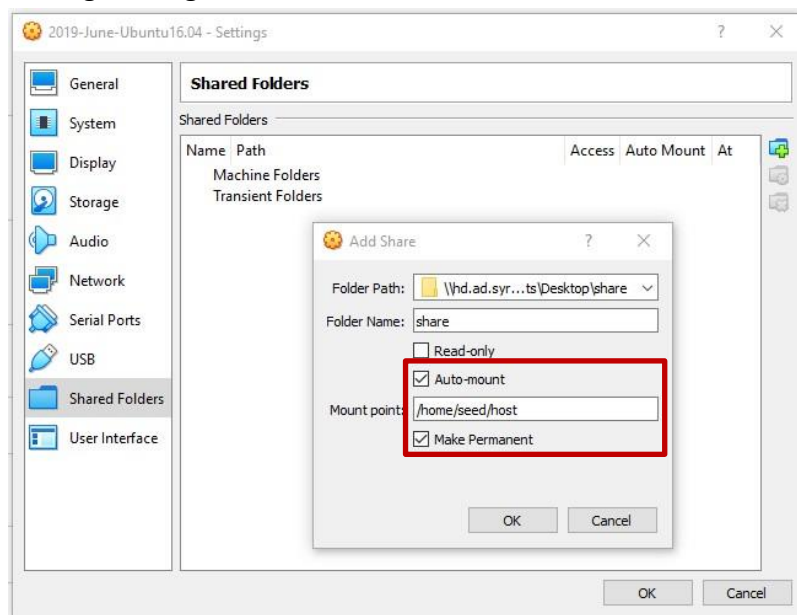 2019-June-Ubuntu16.04 - Settings ? ×
General
System
Display
Storage
Audio
Network
Serial Ports
USB
Shared Folders
User Interface
Shared Folders
Shared Folders
Name Path Access Auto Mount At
Machine Folders
Transient Folders
Add Share ? ×
Folder Path: \\hd.ad.syr...ts\Desktop\share
Folder Name: share
Read-only
Auto-mount
Mount point: /home/seed/host
Make Permanent
OK Cancel
OK Cancel